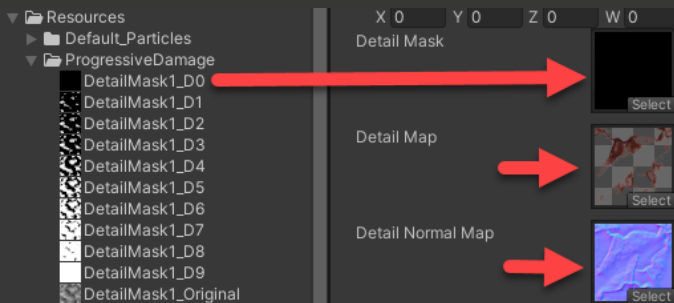 Resources
Default_Particles
ProgressiveDamage
DetailMask1_D0
DetailMask1_D1
DetailMask1_D2
DetailMask1_D3
DetailMask1_D4
DetailMask1_D5
DetailMask1_D6
DetailMask1_D7
DetailMask1_D8
DetailMask1_D9
DetailMask1_Original
X 0 Y 0 Z 0 W 0
Detail Mask
Select
Detail Map
Select
Detail Normal Map
Select